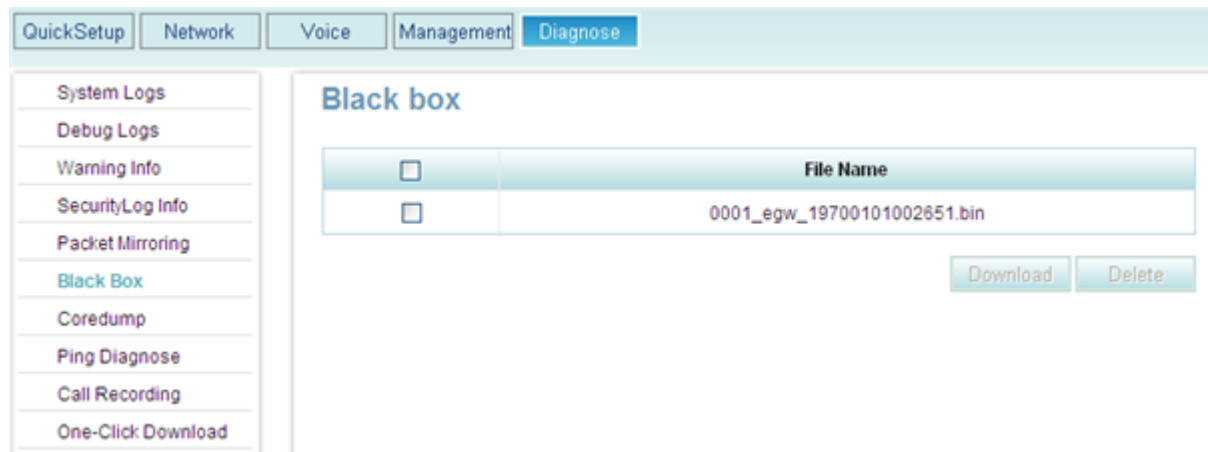 QuickSetup Network Voice Management Diagnose
System Logs
Debug Logs
Warning Info
SecurityLog Info
Packet Mirroring
Black Box
Coredump
Ping Diagnose
Call Recording
One-Click Download
Black box
File Name
0001_egw_19700101002651.bin
Download Delete